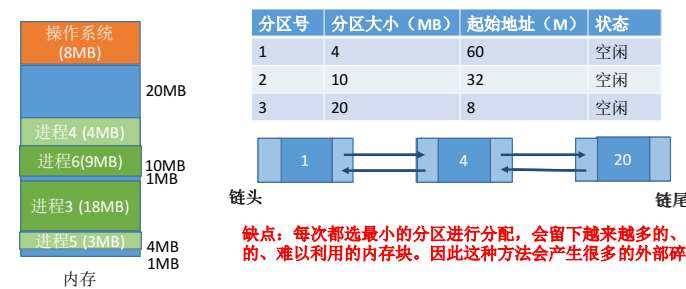 操作系统
(8MB)
20MB
进程4 (4MB)
进程6(9MB)
10MB
1MB
进程3 (18MB)
进程5 (3MB)
4MB
1MB
内存
分区号 分区大小（MB） 起始地址（M） 状态
1 4 60 空闲
2 10 32 空闲
3 20 8 空闲
1 4 20
链头 链尾
缺点：每次都选最小的分区进行分配，会留下越来越多的、
的、难以利用的内存块。因此这种方法会产生很多的外部碎